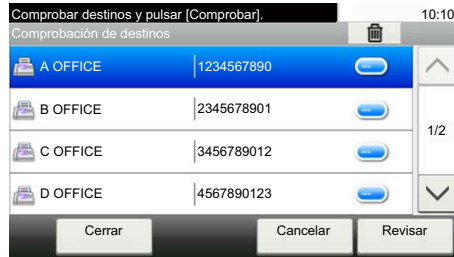 Comprobar destinos y pulsar [Comprobar]. 10:10
Comprobación de destinos
A OFFICE 1234567890
B OFFICE 2345678901
1/2
C OFFICE 3456789012
D OFFICE 4567890123
Cerrar Cancelar Revisar